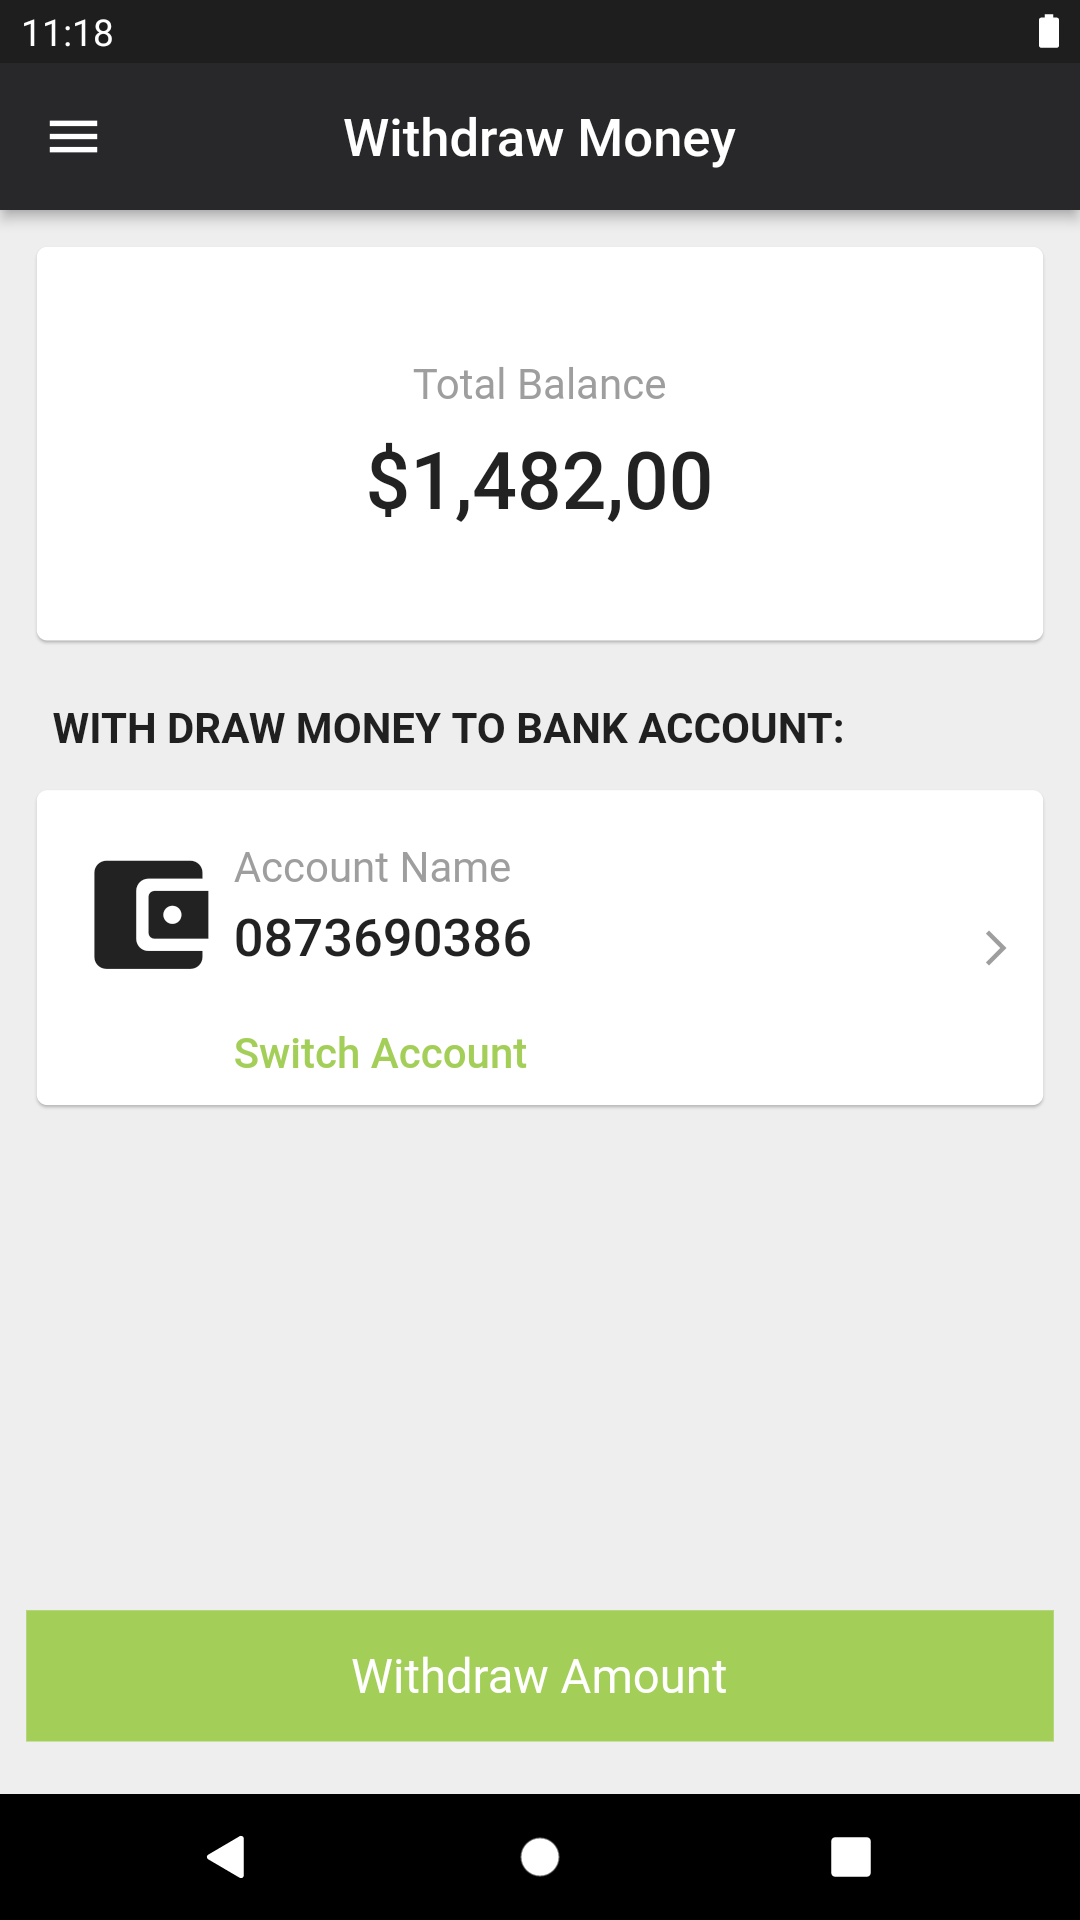 11:18
Withdraw Money
Total Balance
$1,482,00
WITH DRAW MONEY TO BANK ACCOUNT:
Account Name
0873690386
Switch Account
Withdraw Amount